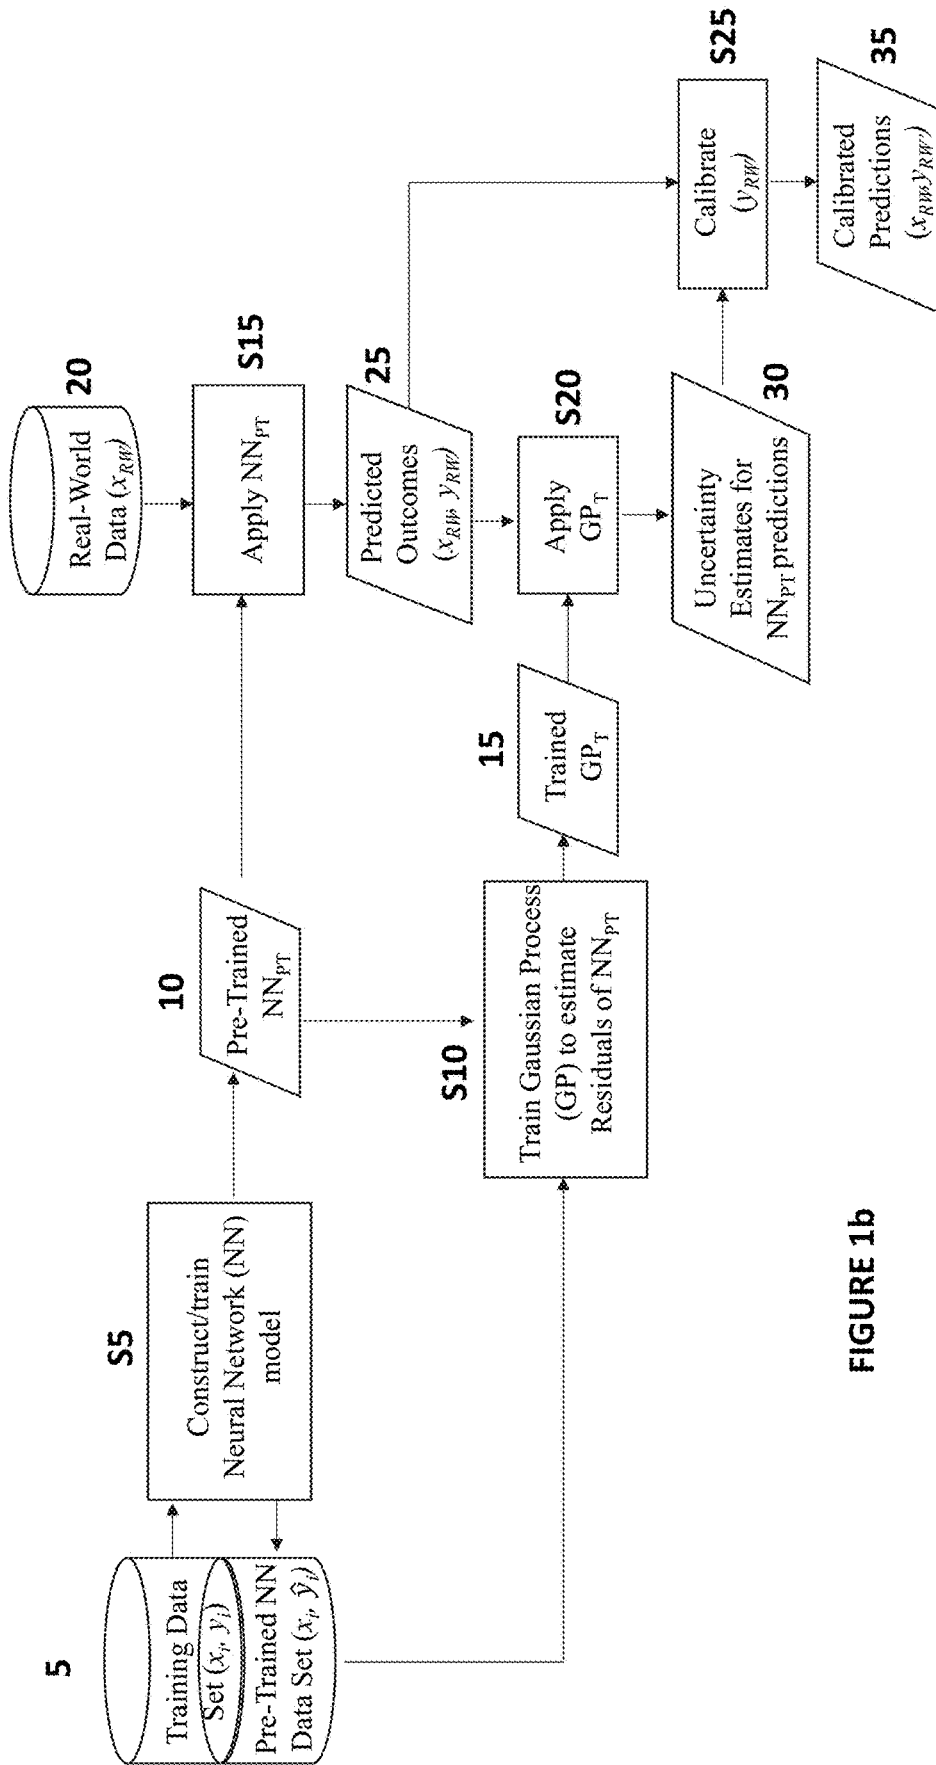 5
Training Data
Set (x_i, y_i)
Pre-Trained NN
Data Set (x_i, ŷ_i)
S5
Construct/train
Neural Network (NN)
model
10
Pre-Trained
NN_PT
S10
Train Gaussian Process
(GP) to estimate
Residuals of NN_PT
15
Trained
GP_T
20
Real-World
Data (x_RW)
S15
Apply NN_PT
25
Predicted
Outcomes
(x_RW, y_RW)
S20
Apply
GP_T
30
Uncertainty
Estimates for
NN_PT predictions
S25
Calibrate
(y_RW)
35
Calibrated
Predictions
(x_RW, y_RW')
FIGURE 1b